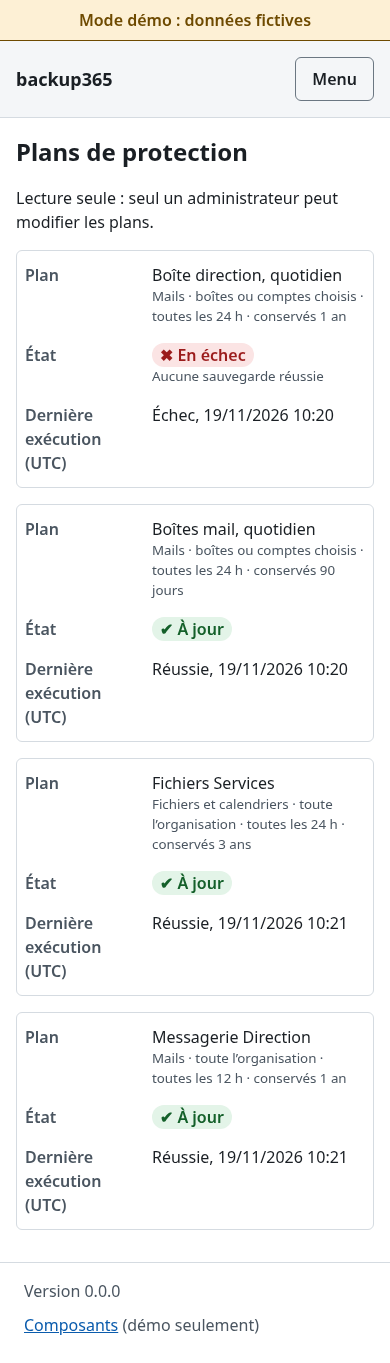 Mode démo : données fictives
backup365
Menu
Plans de protection
Lecture seule : seul un administrateur peut
modifier les plans.
Plan
Boîte direction, quotidien
Mails · boîtes ou comptes choisis ·
toutes les 24 h · conservés 1 an
État
✖ En échec
Aucune sauvegarde réussie
Dernière
exécution
(UTC)
Échec, 19/11/2026 10:20
Plan
Boîtes mail, quotidien
Mails · boîtes ou comptes choisis ·
toutes les 24 h · conservés 90
jours
État
✔ À jour
Dernière
exécution
(UTC)
Réussie, 19/11/2026 10:20
Plan
Fichiers Services
Fichiers et calendriers · toute
l’organisation · toutes les 24 h ·
conservés 3 ans
État
✔ À jour
Dernière
exécution
(UTC)
Réussie, 19/11/2026 10:21
Plan
Messagerie Direction
Mails · toute l’organisation ·
toutes les 12 h · conservés 1 an
État
✔ À jour
Dernière
exécution
(UTC)
Réussie, 19/11/2026 10:21
Version 0.0.0
Composants (démo seulement)